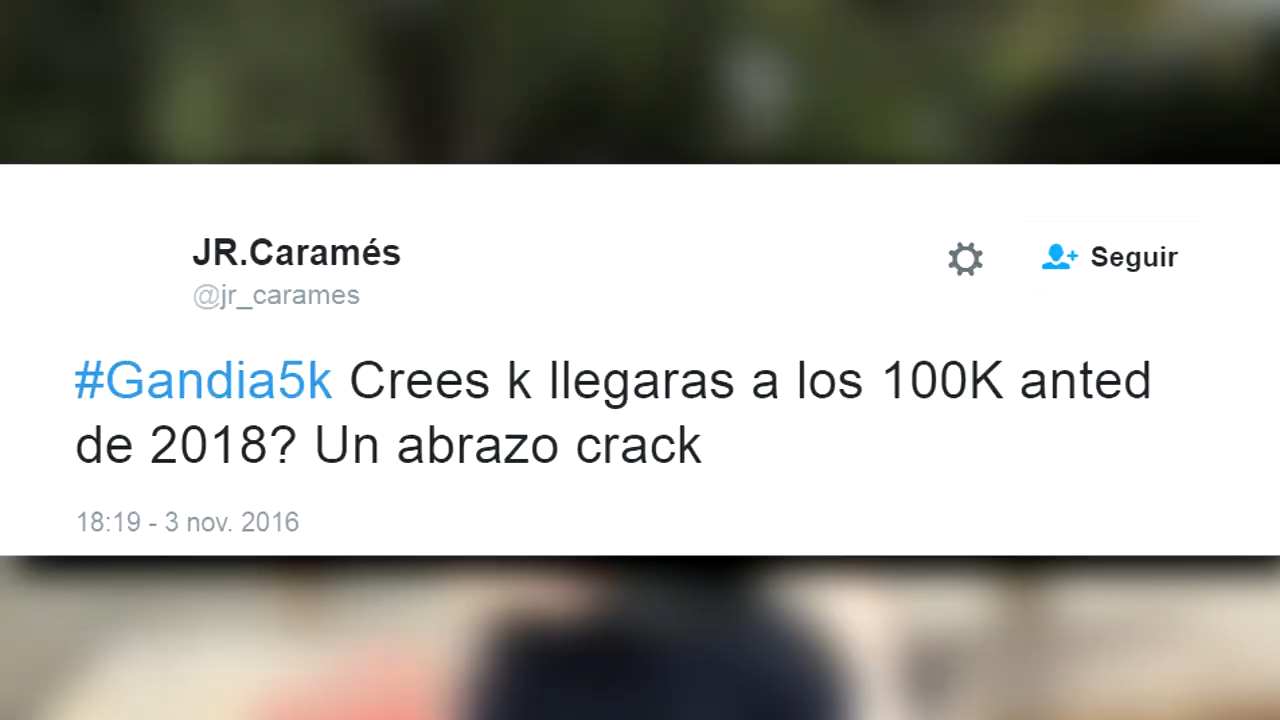 JR.Caramés
@jr_carames
Seguir
#Gandia5k Crees k llegaras a los 100K anted
de 2018? Un abrazo crack
18:19 - 3 nov. 2016